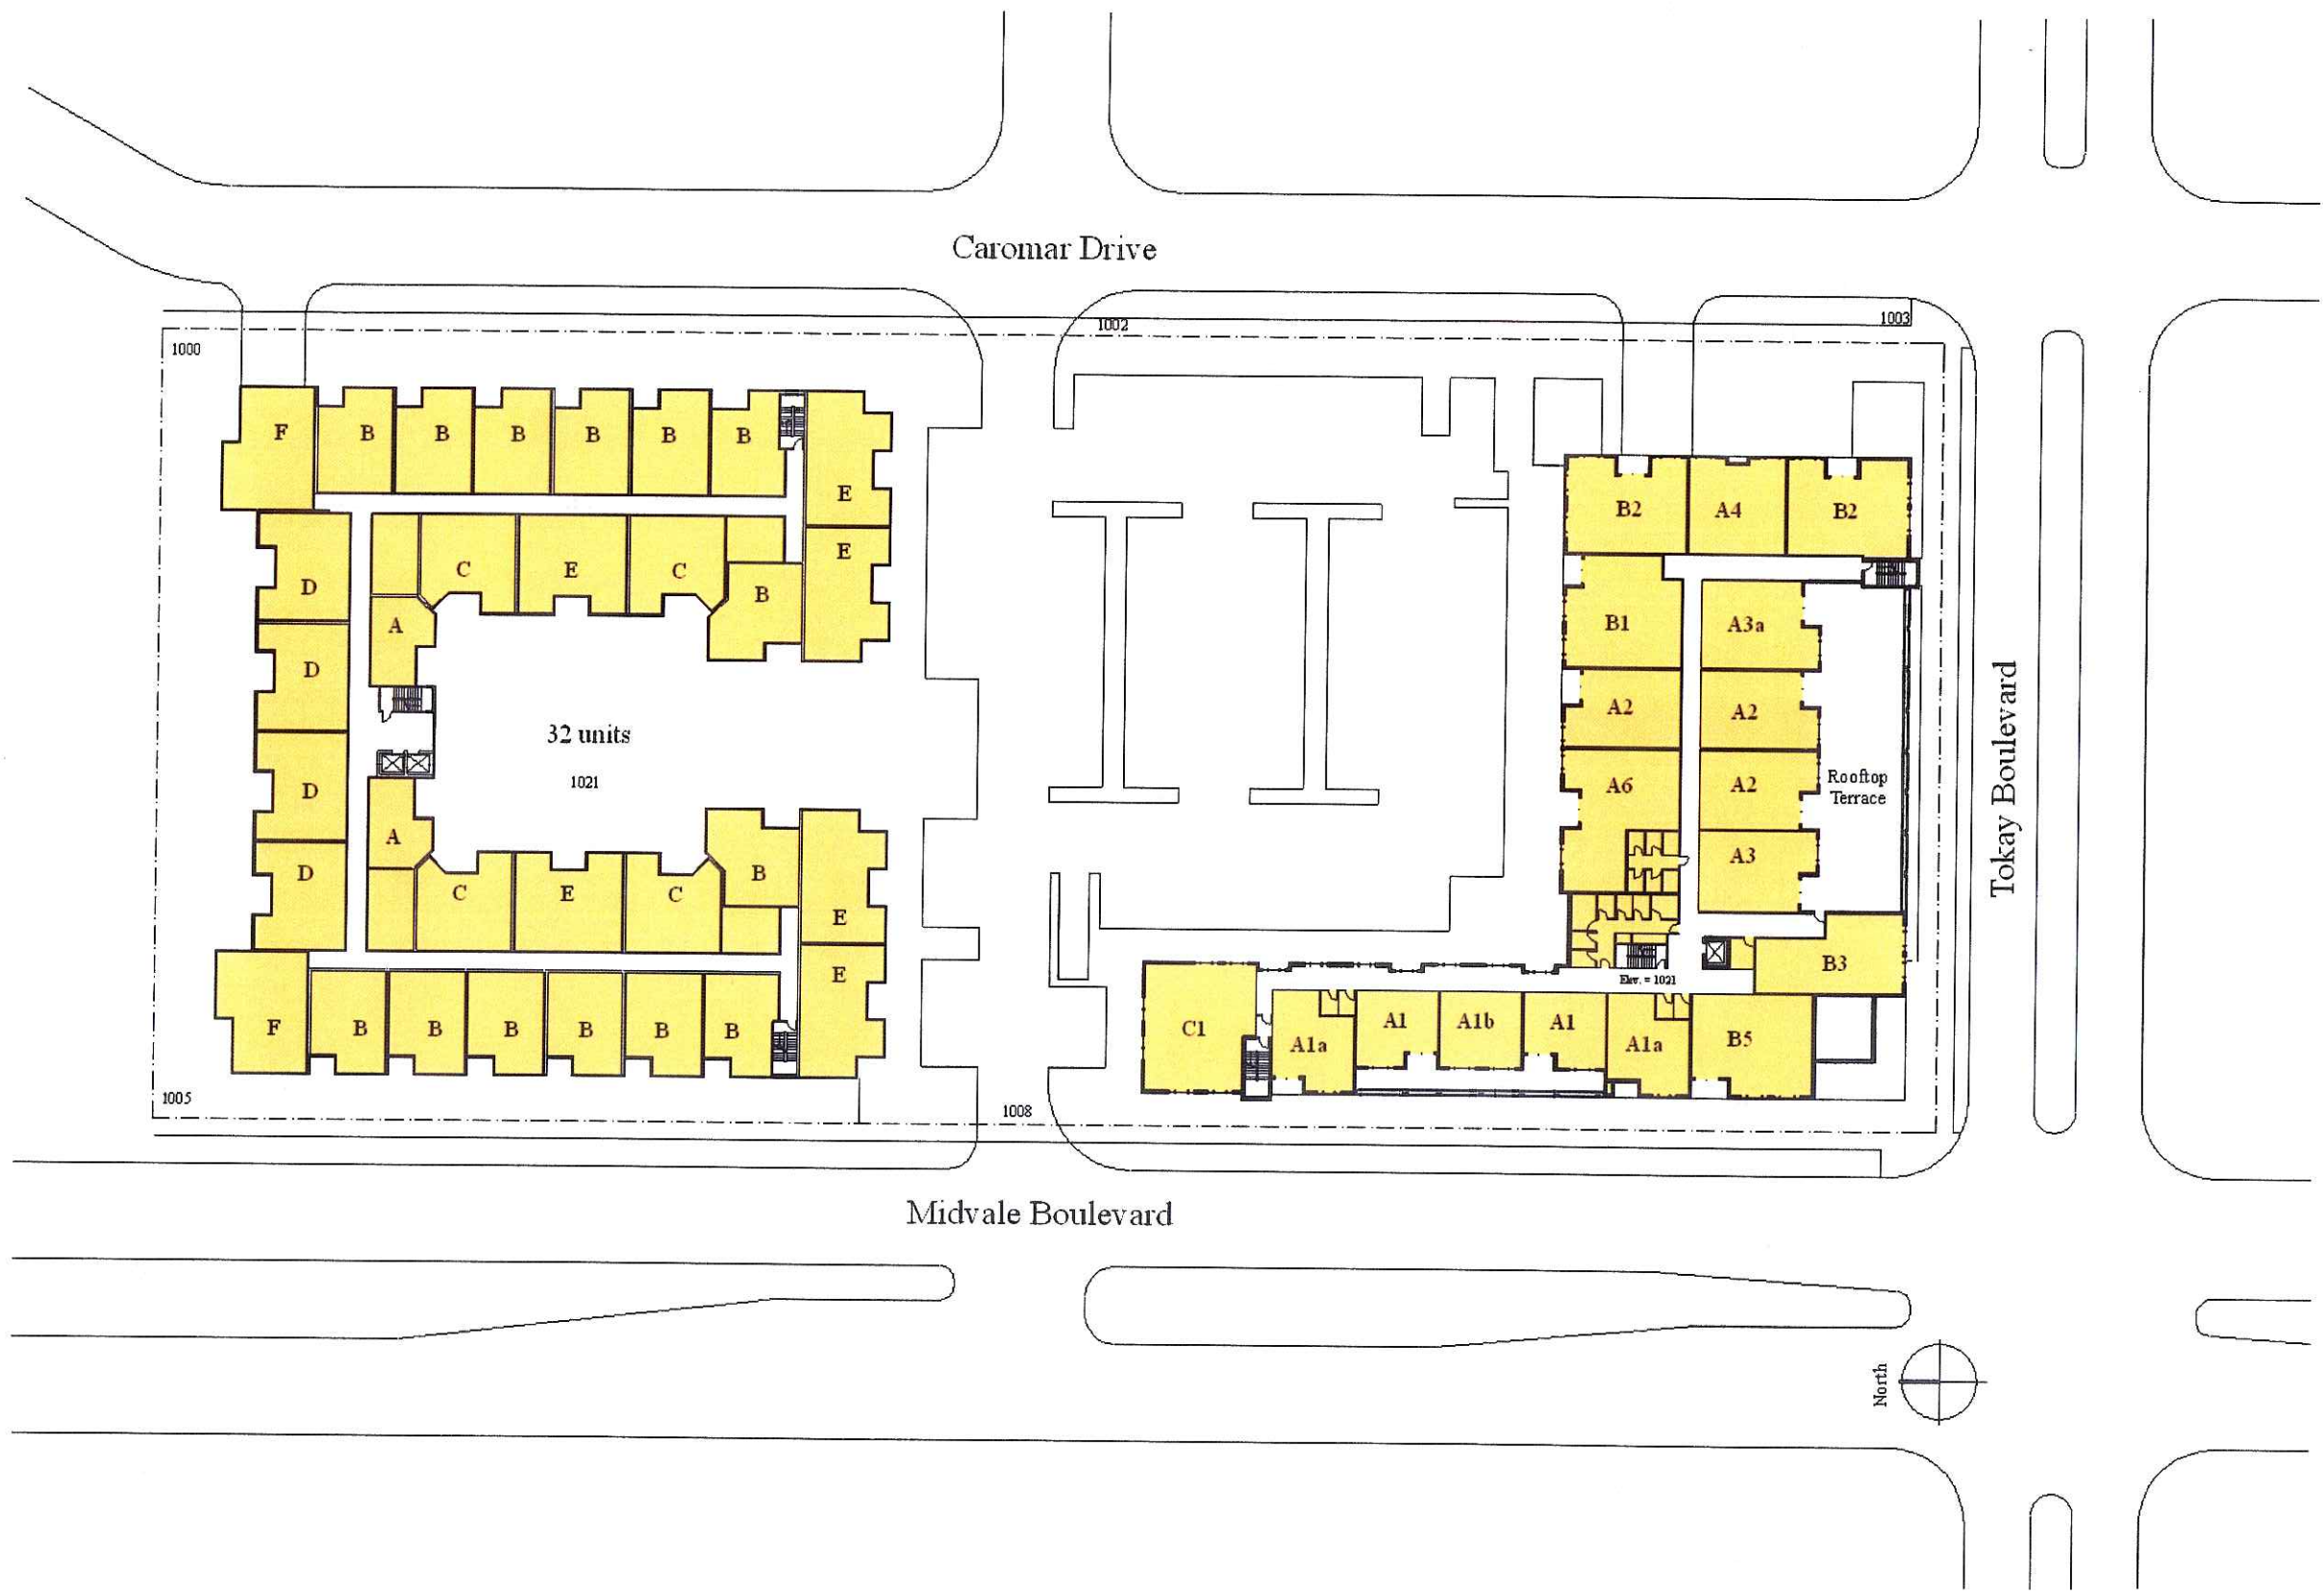 Caromar Drive
1002
1003
1000
F
B
B
B
B
B
B
E
B2
A4
B2
D
C
E
C
B
E
A
B1
A3a
D
A2
A2
32 units
1021
D
A6
A2
Rooftop
Terrace
Tokay Boulevard
A
A3
D
C
E
C
B
E
B3
E
Elev. = 1021
F
B
B
B
B
B
B
C1
A1a
A1
A1b
A1
A1a
B5
1005
1008
Midvale Boulevard
North